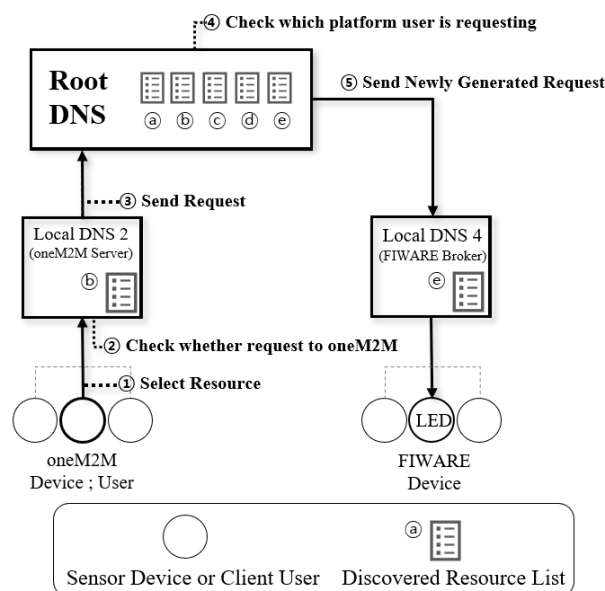 ④ Check which platform user is requesting
Root
DNS
ⓐ ⓑ ⓒ ⓓ ⓔ
⑤ Send Newly Generated Request
③ Send Request
Local DNS 2
(oneM2M Server)
ⓑ
Local DNS 4
(FIWARE Broker)
ⓔ
② Check whether request to oneM2M
① Select Resource
LED
oneM2M
Device ; User
FIWARE
Device
ⓐ
Sensor Device or Client User
Discovered Resource List